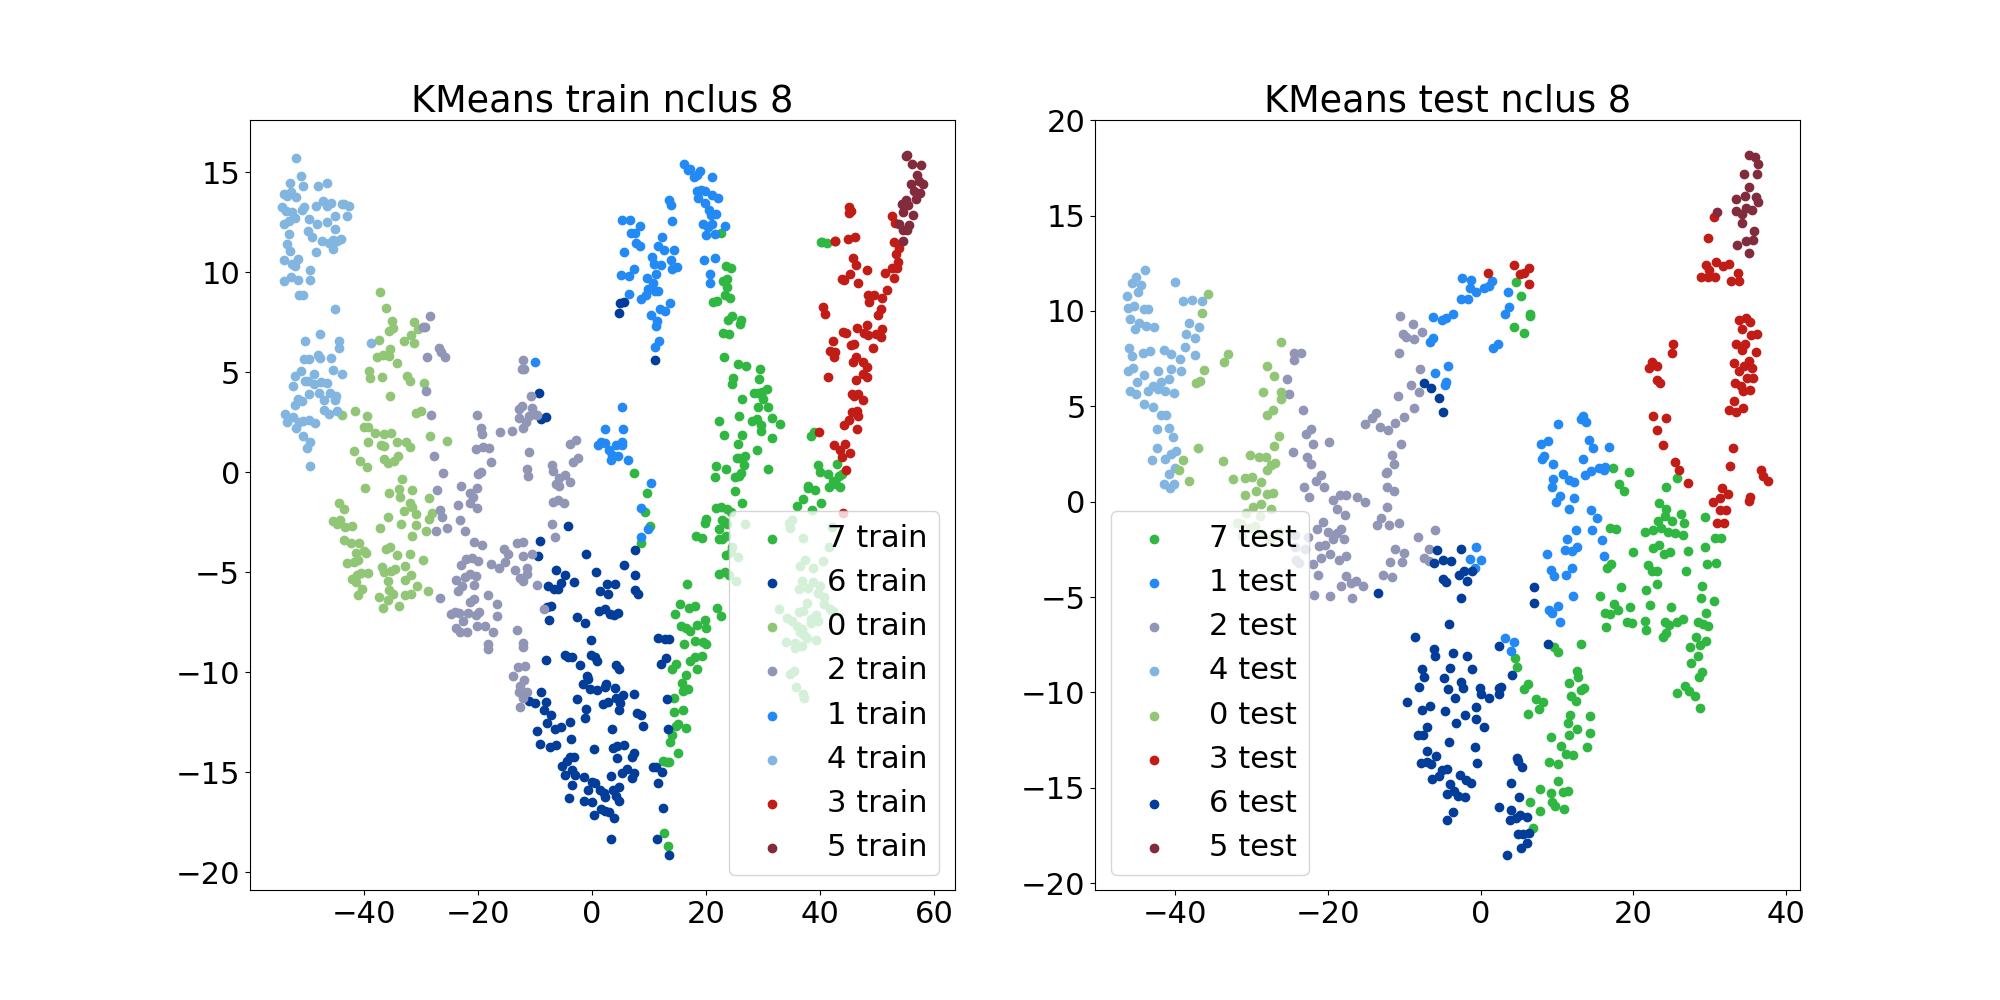 KMeans train nclus 8
15
10
5
0
−5
−10
−15
−20
−40
−20
0
20
40
60
7 train
6 train
0 train
2 train
1 train
4 train
3 train
5 train
KMeans test nclus 8
20
15
10
5
0
−5
−10
−15
−20
−40
−20
0
20
40
7 test
1 test
2 test
4 test
0 test
3 test
6 test
5 test